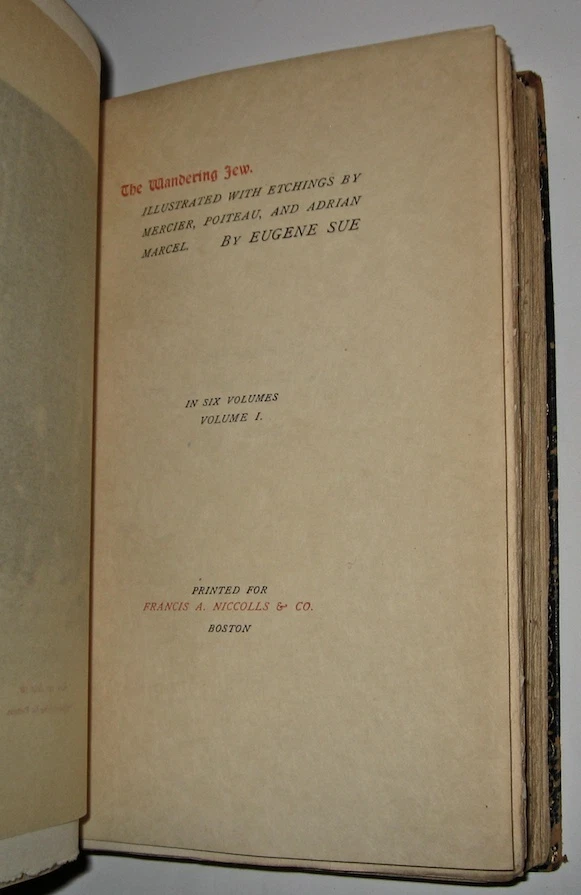 The Wandering Jew.
ILLUSTRATED WITH ETCHINGS BY
MERCIER, POITEAU, AND ADRIAN
MARCEL. BY EUGENE SUE
IN SIX VOLUMES
VOLUME I.
PRINTED FOR
FRANCIS A. NICCOLLS & CO.
BOSTON